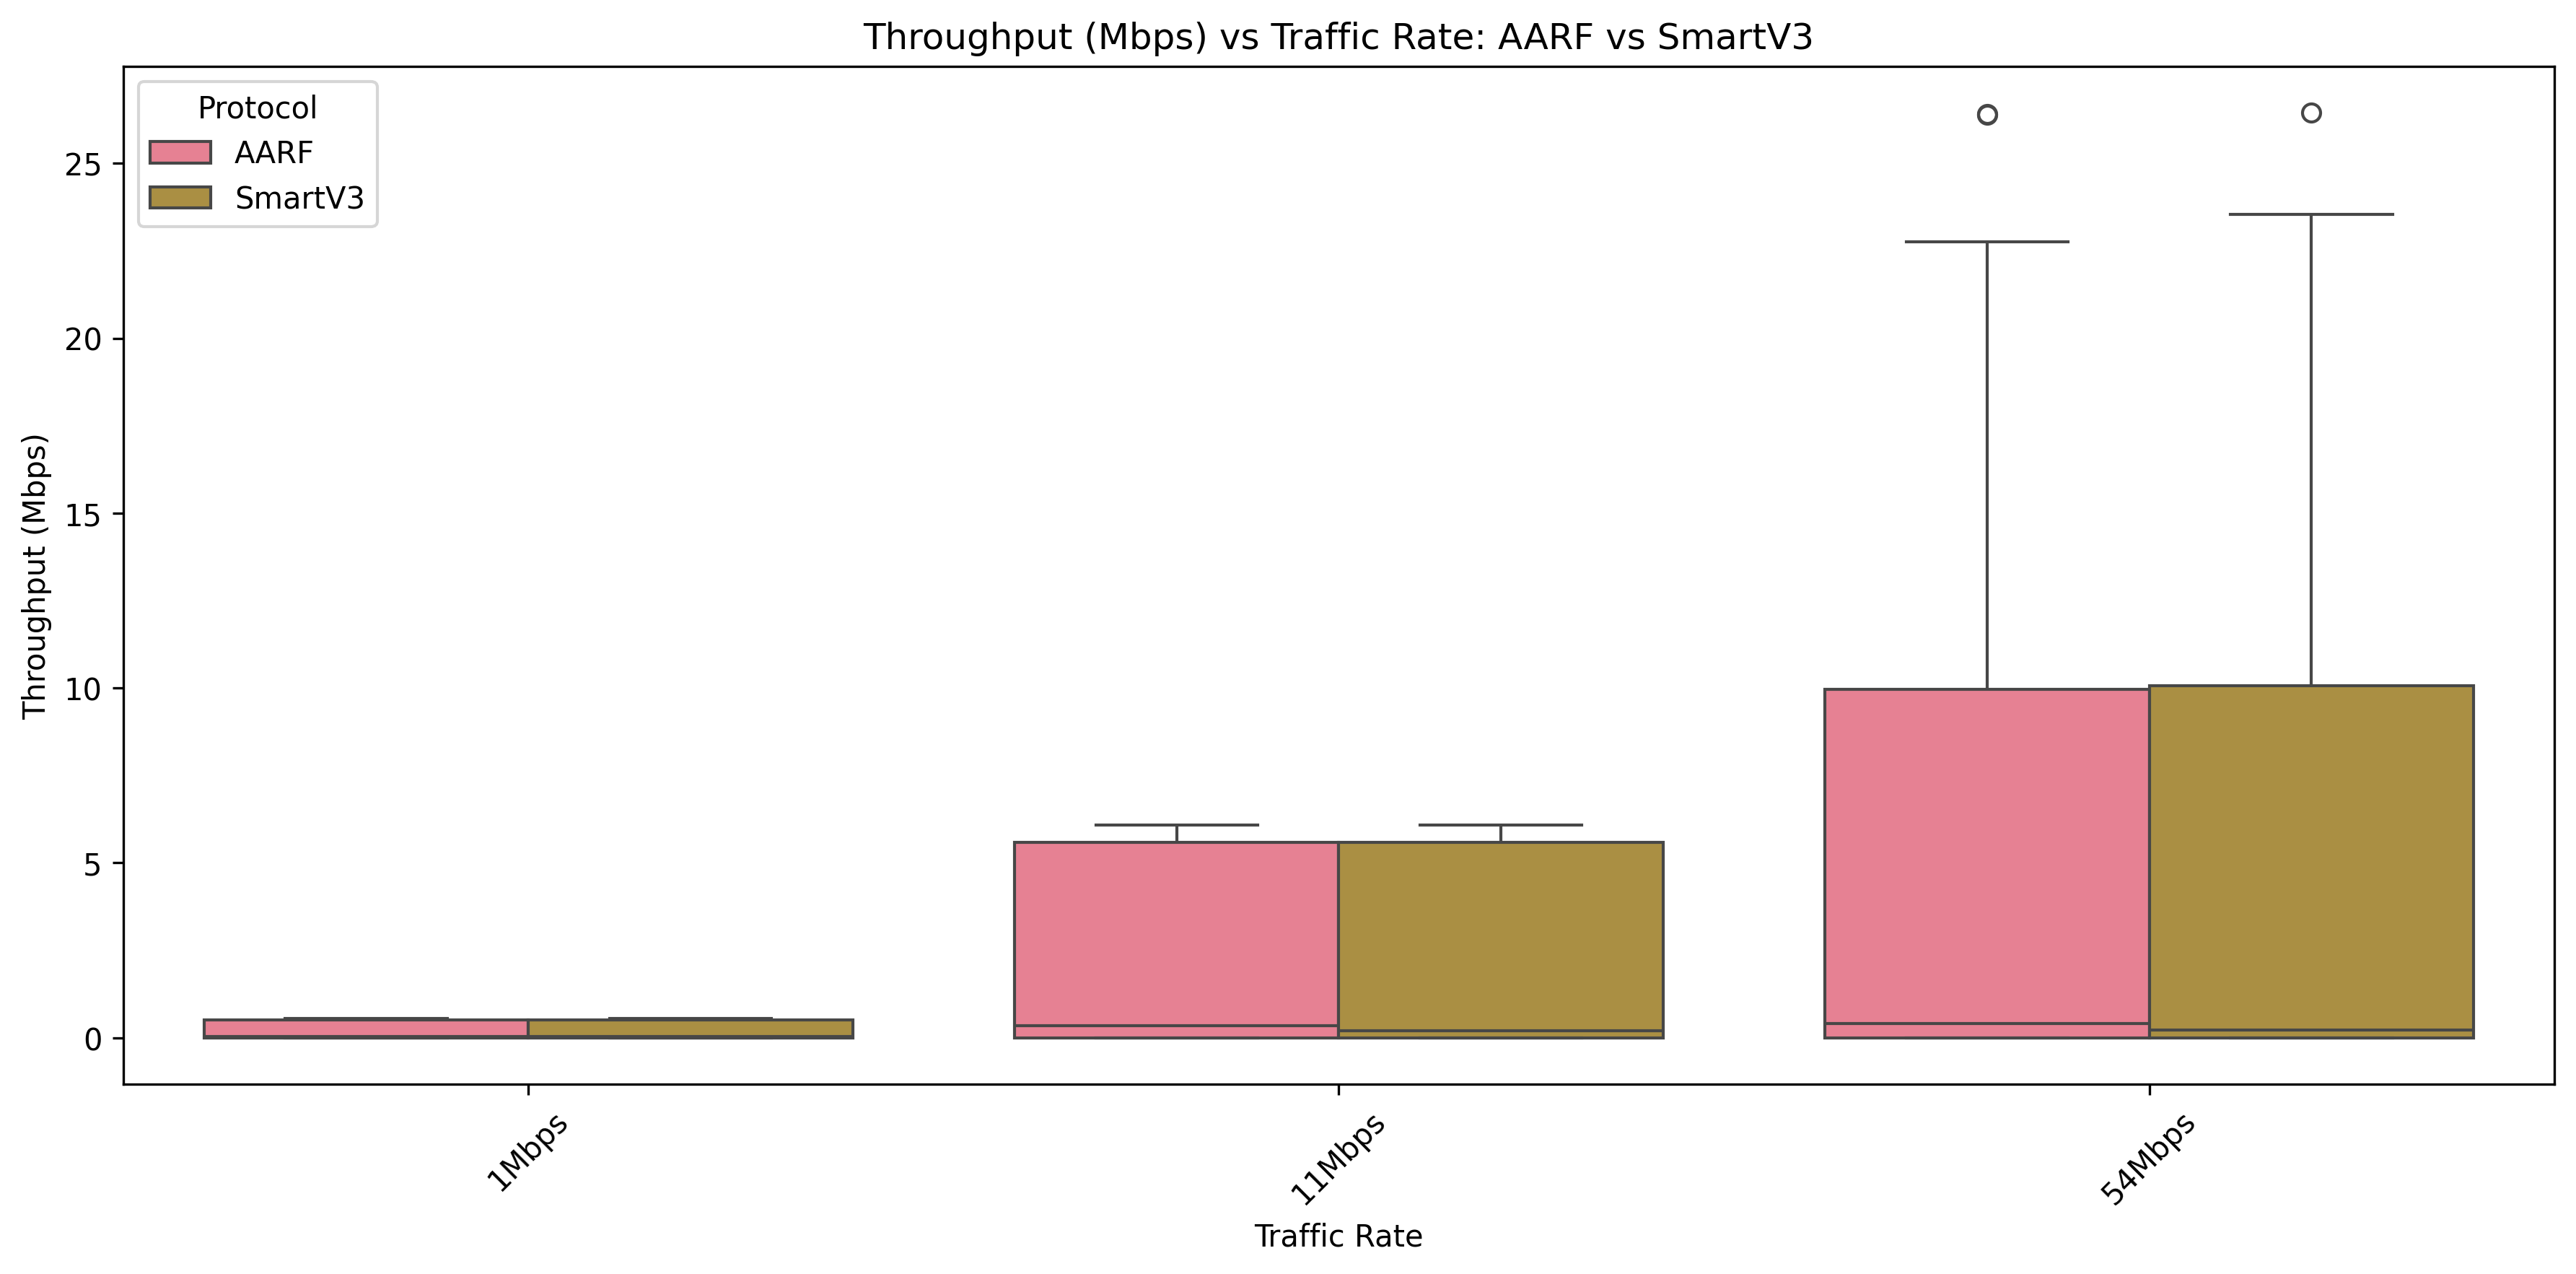 Throughput (Mbps) vs Traffic Rate: AARF vs SmartV3
Protocol
AARF
SmartV3
Throughput (Mbps)
25
20
15
10
5
0
1Mbps
11Mbps
54Mbps
Traffic Rate